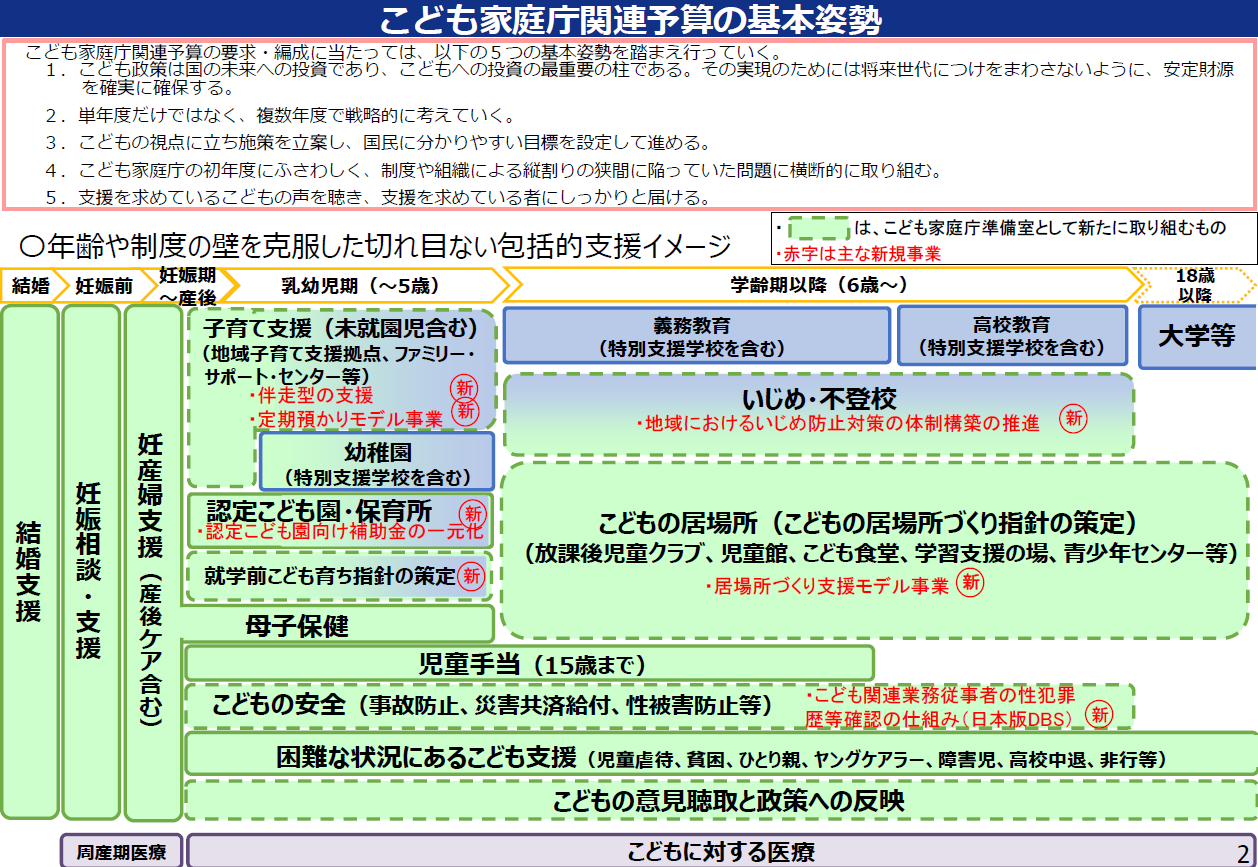 こども家庭庁関連予算の基本姿勢
こども家庭庁関連予算の要求・編成に当たっては、以下の５つの基本姿勢を踏まえ行っていく。
１．こども政策は国の未来への投資であり、こどもへの投資の最重要の柱である。その実現のためには将来世代につけをまわさないように、安定財源
を確実に確保する。
２．単年度だけではなく、複数年度で戦略的に考えていく。
３．こどもの視点に立ち施策を立案し、国民に分かりやすい目標を設定して進める。
４．こども家庭庁の初年度にふさわしく、制度や組織による縦割りの狭間に陥っていた問題に横断的に取り組む。
５．支援を求めているこどもの声を聴き、支援を求めている者にしっかりと届ける。
〇年齢や制度の壁を克服した切れ目ない包括的支援イメージ
・ は、こども家庭庁準備室として新たに取り組むもの
・赤字は主な新規事業
結婚
妊娠前
妊娠期
～産後
乳幼児期（～5歳）
学齢期以降（6歳～）
18歳
以降
結婚支援
妊娠相談・支援
妊産婦支援（産後ケア含む）
子育て支援（未就園児含む）
（地域子育て支援拠点、ファミリー・
サポート・センター等）
・伴走型の支援 新
・定期預かりモデル事業 新
幼稚園
（特別支援学校を含む）
認定こども園・保育所 新
・認定こども園向け補助金の一元化
就学前こども育ち指針の策定 新
母子保健
義務教育
（特別支援学校を含む）
高校教育
（特別支援学校を含む）
大学等
いじめ・不登校
・地域におけるいじめ防止対策の体制構築の推進 新
こどもの居場所（こどもの居場所づくり指針の策定）
（放課後児童クラブ、児童館、こども食堂、学習支援の場、青少年センター等）
・居場所づくり支援モデル事業 新
児童手当（15歳まで）
こどもの安全（事故防止、災害共済給付、性被害防止等）
・こども関連業務従事者の性犯罪
歴等確認の仕組み（日本版DBS） 新
困難な状況にあるこども支援（児童虐待、貧困、ひとり親、ヤングケアラー、障害児、高校中退、非行等）
こどもの意見聴取と政策への反映
周産期医療
こどもに対する医療
2